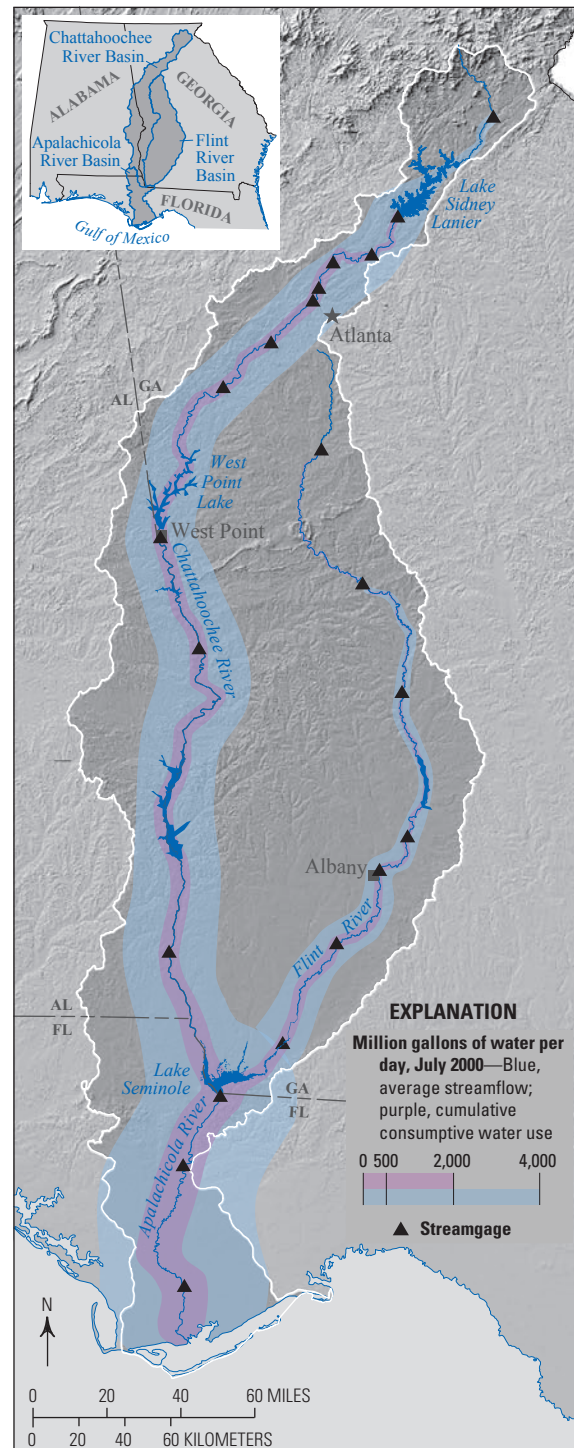 Chattahoochee
River Basin
ALABAMA
GEORGIA
Apalachicola
River Basin
Flint
River
Basin
FLORIDA
Gulf of Mexico
Lake
Sidney
Lanier
Atlanta
AL
GA
West
Point
Lake
West Point
Chattahoochee River
Albany
Flint River
AL
FL
Lake
Seminole
GA
FL
Apalachicola River
EXPLANATION
Million gallons of water per
day, July 2000—Blue,
average streamflow;
purple, cumulative
consumptive water use
0 500 2,000 4,000
Streamgage
N
0 20 40 60 MILES
0 20 40 60 KILOMETERS